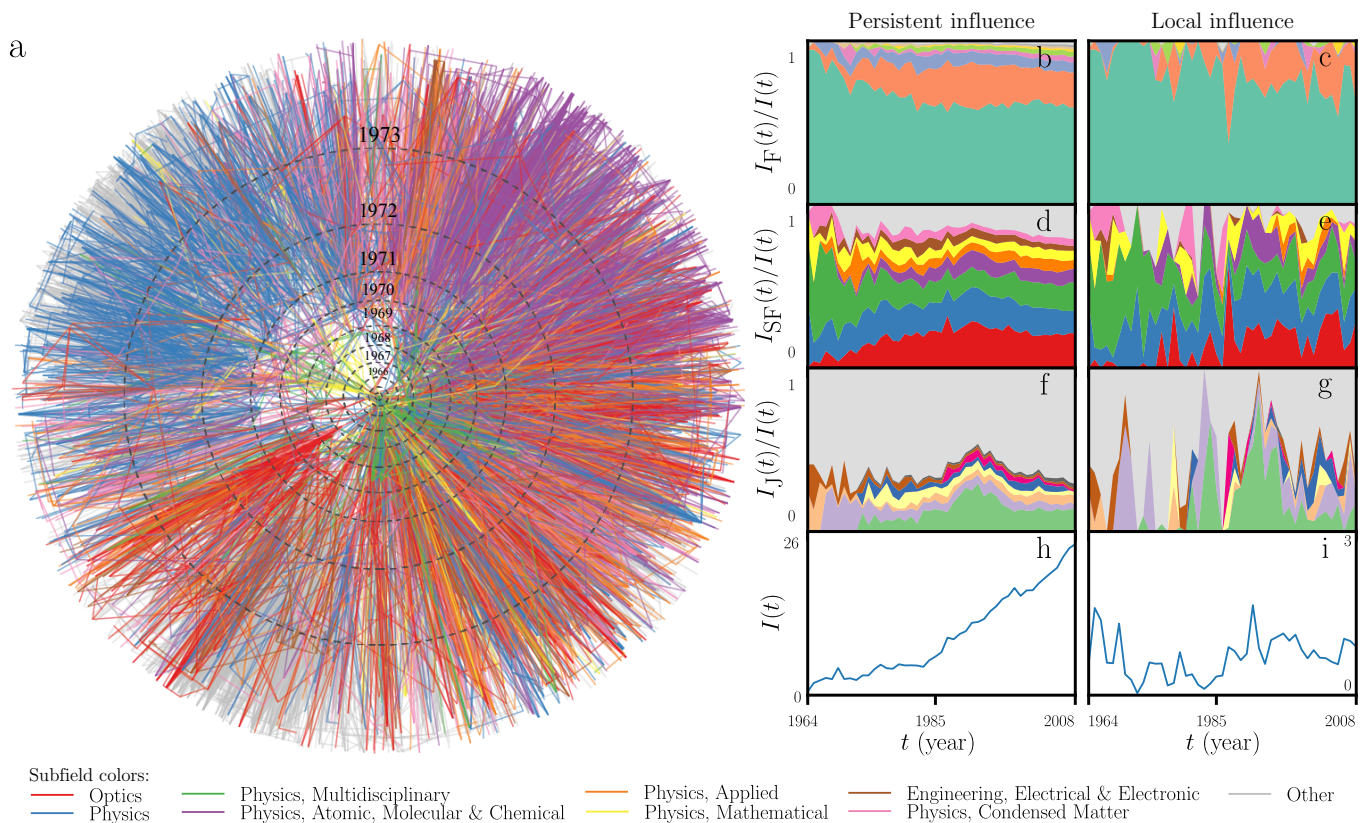 a
1973
1972
1971
1970
1969
1968
1967
1966
Persistent influence
Local influence
b
c
1
I_F(t)/I(t)
0
d
e
1
I_SF(t)/I(t)
0
f
g
1
I_J(t)/I(t)
0
h
i
26
3
I(t)
0
0
1964 1985 2008
1964 1985 2008
t (year)
t (year)
Subfield colors:
Optics
Physics
Physics, Multidisciplinary
Physics, Atomic, Molecular & Chemical
Physics, Applied
Physics, Mathematical
Engineering, Electrical & Electronic
Physics, Condensed Matter
Other